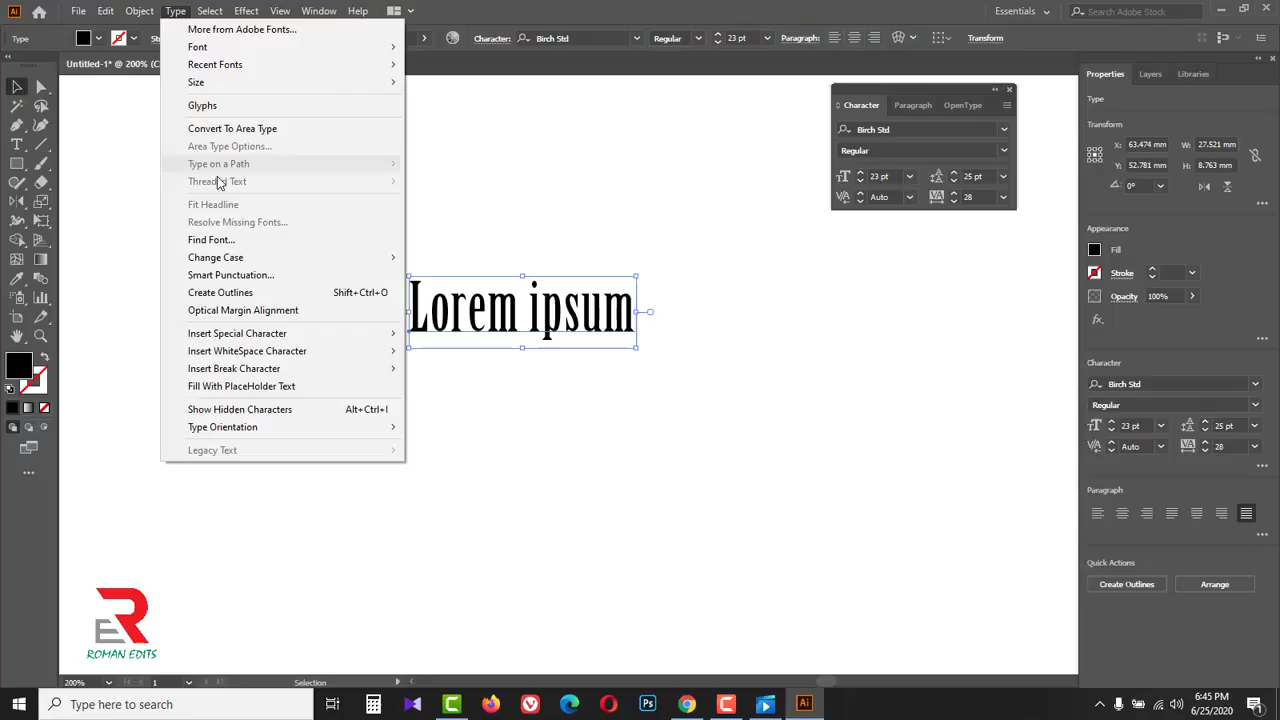 Ai File Edit Object Type Select Effect View Window Help Essentials Search Adobe Stock
Type Character: Birch Std Regular 23 pt Paragraph: Transform
Untitled-1* @ 200% (C
More from Adobe Fonts...
Font
Recent Fonts
Size
Glyphs
Convert To Area Type
Area Type Options...
Type on a Path
Threaded Text
Fit Headline
Resolve Missing Fonts...
Find Font...
Change Case
Smart Punctuation...
Create Outlines Shift+Ctrl+O
Optical Margin Alignment
Insert Special Character
Insert WhiteSpace Character
Insert Break Character
Fill With PlaceHolder Text
Show Hidden Characters Alt+Ctrl+I
Type Orientation
Legacy Text
Lorem ipsum
Character Paragraph OpenType
Birch Std
Regular
23 pt 25 pt
Auto 28
Properties Layers Libraries
Type
Transform
X: 63.474 mm W: 27.521 mm
Y: 52.781 mm H: 8.763 mm
0°
Appearance
Fill
Stroke
Opacity 100%
fx.
Character
Birch Std
Regular
23 pt 25 pt
Auto 28
Paragraph
Quick Actions
Create Outlines Arrange
ER
ROMAN EDITS
200% 1 Selection
Type here to search
Ps Ai
6:45 PM
6/25/2020